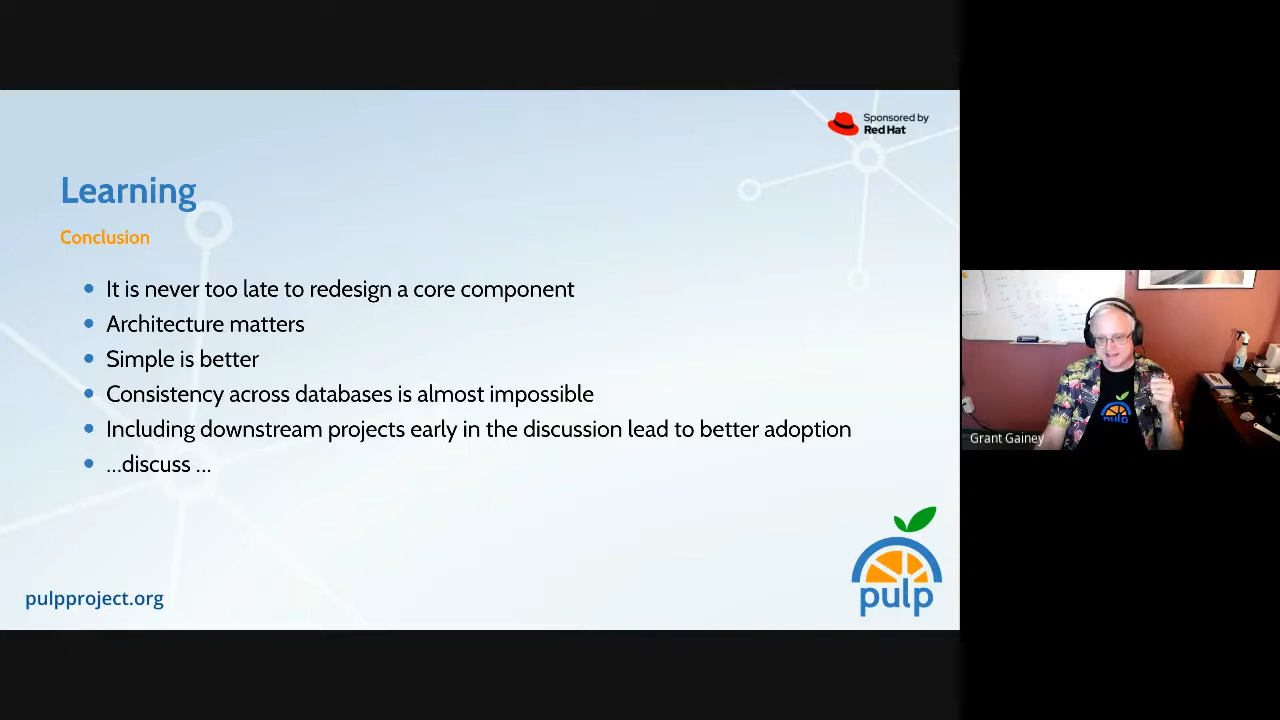 Sponsored by
Red Hat
Learning
Conclusion
It is never too late to redesign a core component
Architecture matters
Simple is better
Consistency across databases is almost impossible
Including downstream projects early in the discussion lead to better adoption
...discuss ...
pulpproject.org
pulp
Grant Gainey
pulp